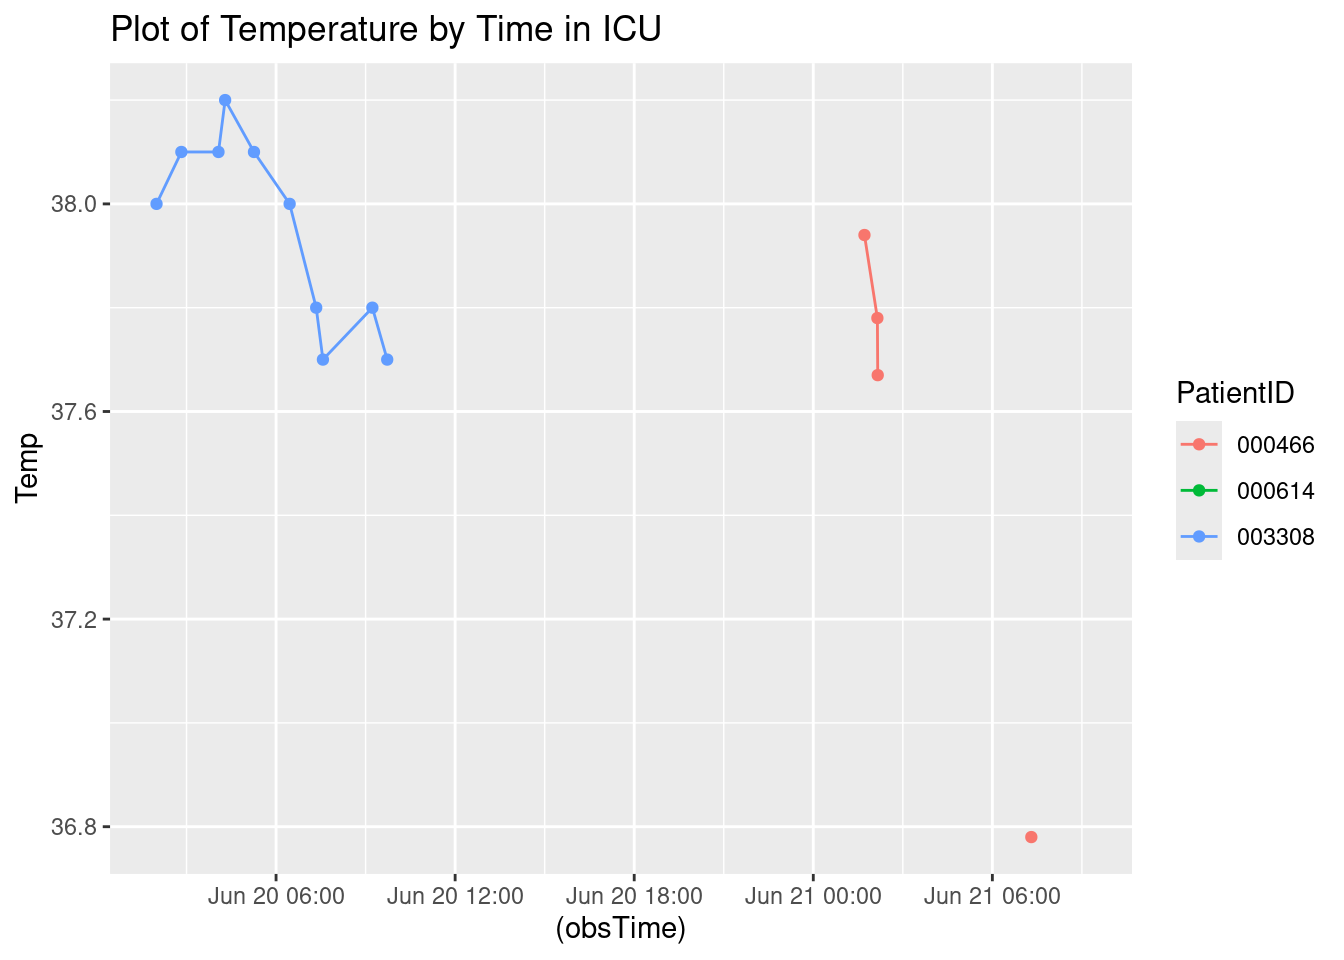 Plot of Temperature by Time in ICU
38.0
37.6
37.2
36.8
Temp
Jun 20 06:00 Jun 20 12:00 Jun 20 18:00 Jun 21 00:00 Jun 21 06:00
(obsTime)
PatientID
000466
000614
003308